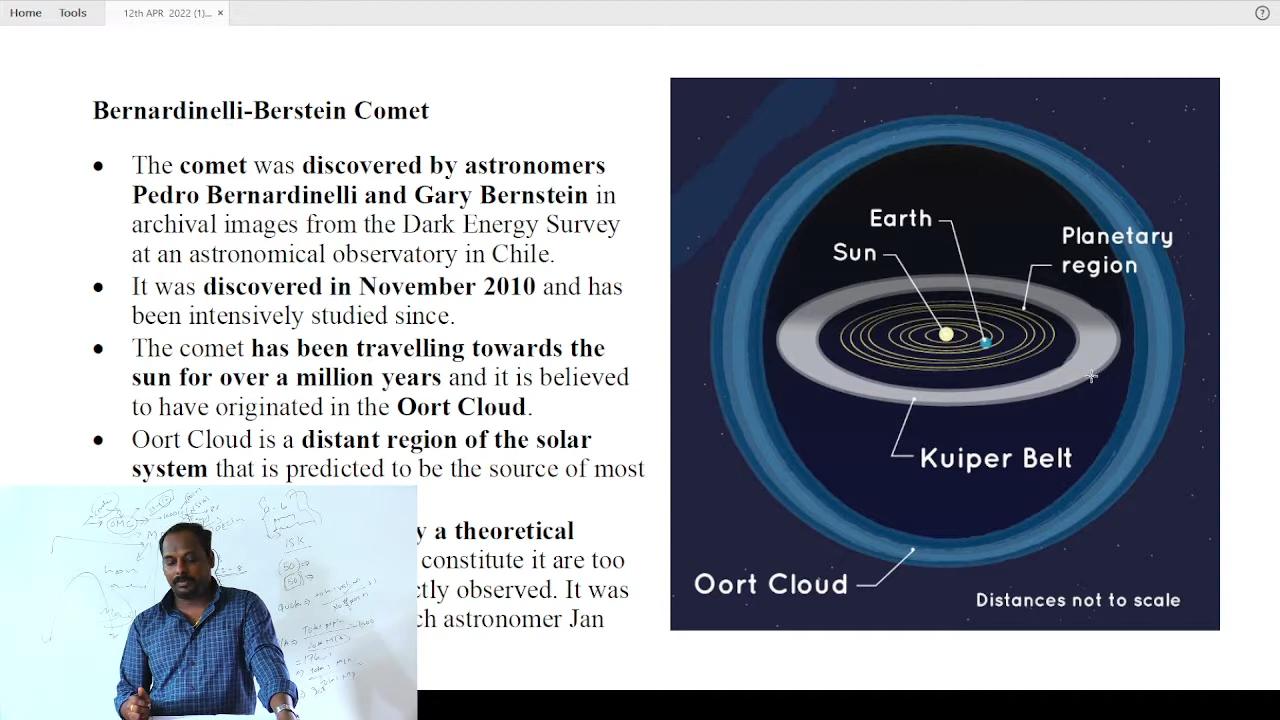 Home Tools 12th APR 2022 (1)... ×
Bernardinelli-Berstein Comet
• The comet was discovered by astronomers
Pedro Bernardinelli and Gary Bernstein in
archival images from the Dark Energy Survey
at an astronomical observatory in Chile.
• It was discovered in November 2010 and has
been intensively studied since.
• The comet has been travelling towards the
sun for over a million years and it is believed
to have originated in the Oort Cloud.
• Oort Cloud is a distant region of the solar
system that is predicted to be the source of most
y a theoretical
constitute it are too
ctly observed. It was
ch astronomer Jan
Earth
Sun
Planetary
region
Kuiper Belt
Oort Cloud
Distances not to scale
OMC
15K
(50)
(50)